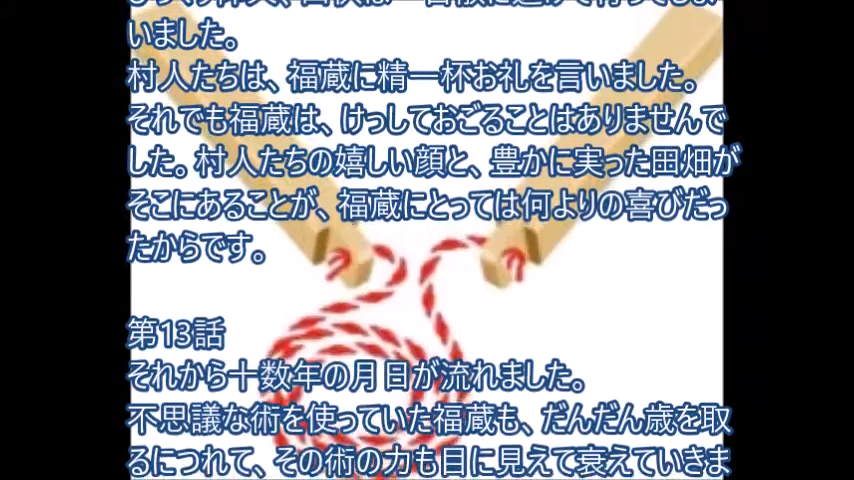 いました。
村人たちは、福蔵に精一杯お礼を言いました。
それでも福蔵は、けっしておごることはありませんで
した。村人たちの嬉しい顔と、豊かに実った田畑が
そこにあることが、福蔵にとっては何よりの喜びだっ
たからです。
第13話
それから十数年の月日が流れました。
不思議な術を使っていた福蔵も、だんだん歳を取
るにつれて、その術の力も目に見えて衰えていきま